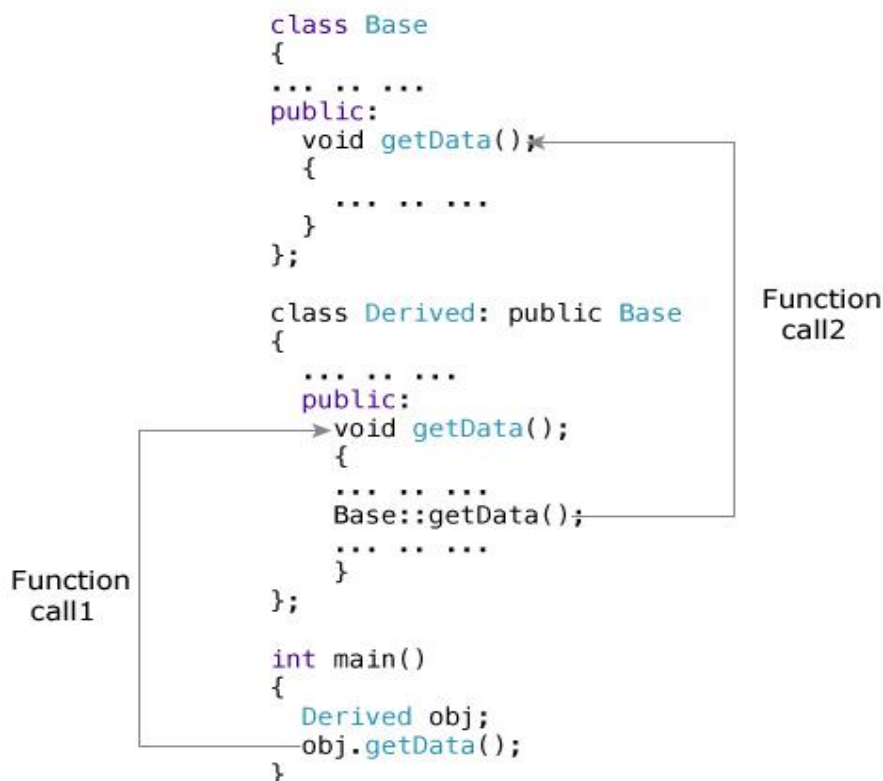 class Base
{
... .. ...
public:
void getData();
{
... .. ...
}
};
class Derived: public Base
{
... .. ...
public:
void getData();
{
... .. ...
Base::getData();
... .. ...
}
};
int main()
{
Derived obj;
obj.getData();
}
Function
call1
Function
call2